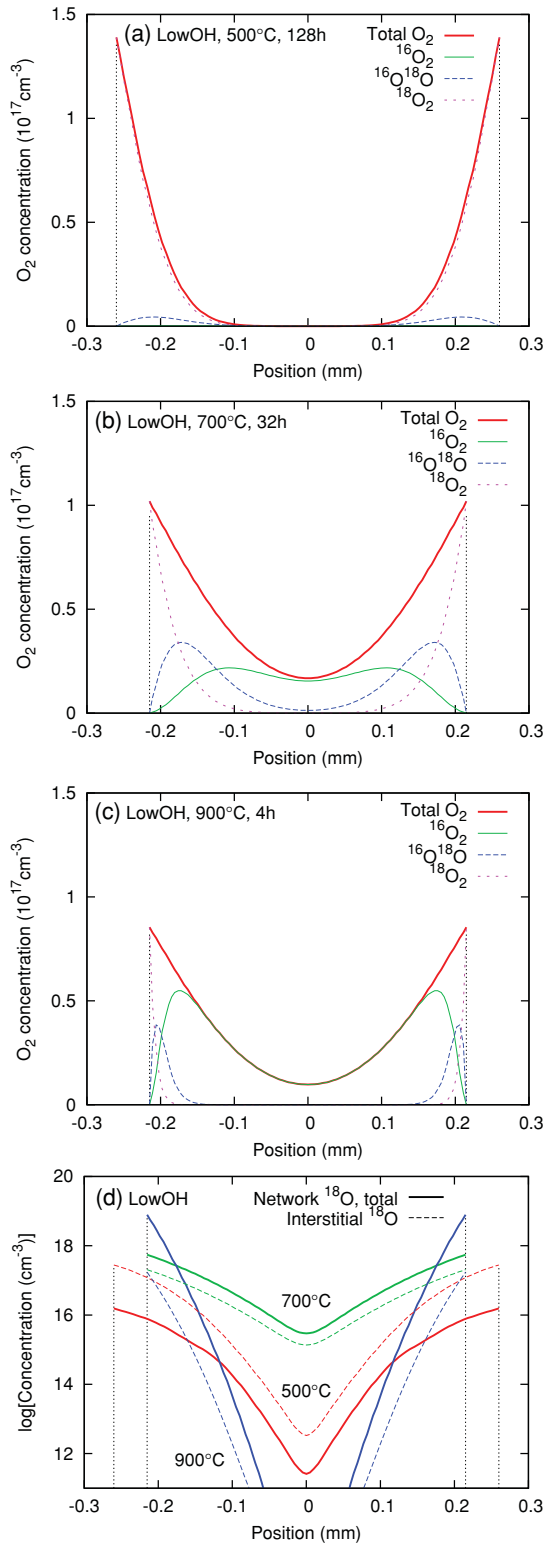 (a) LowOH, 500°C, 128h
Total O₂
¹⁶O₂
¹⁶O¹⁸O
¹⁸O₂
O₂ concentration (10¹⁷cm⁻³)
1.5
1
0.5
0
-0.3 -0.2 -0.1 0 0.1 0.2 0.3
Position (mm)
(b) LowOH, 700°C, 32h
Total O₂
¹⁶O₂
¹⁶O¹⁸O
¹⁸O₂
O₂ concentration (10¹⁷cm⁻³)
1.5
1
0.5
0
-0.3 -0.2 -0.1 0 0.1 0.2 0.3
Position (mm)
(c) LowOH, 900°C, 4h
Total O₂
¹⁶O₂
¹⁶O¹⁸O
¹⁸O₂
O₂ concentration (10¹⁷cm⁻³)
1.5
1
0.5
0
-0.3 -0.2 -0.1 0 0.1 0.2 0.3
Position (mm)
(d) LowOH
Network ¹⁸O, total
Interstitial ¹⁸O
log[Concentration (cm⁻³)]
20
18
16
14
12
700°C
500°C
900°C
-0.3 -0.2 -0.1 0 0.1 0.2 0.3
Position (mm)